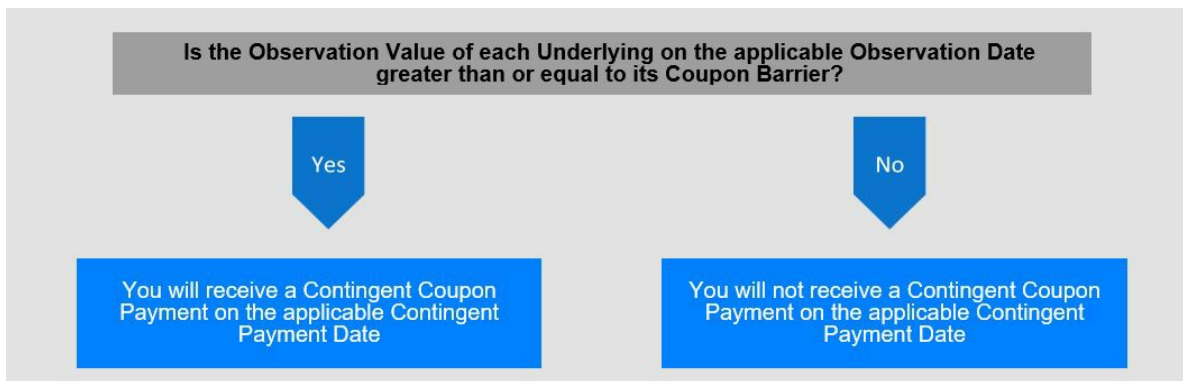 Is the Observation Value of each Underlying on the applicable Observation Date
greater than or equal to its Coupon Barrier?
Yes
No
You will receive a Contingent Coupon
Payment on the applicable Contingent
Payment Date
You will not receive a Contingent Coupon
Payment on the applicable Contingent
Payment Date